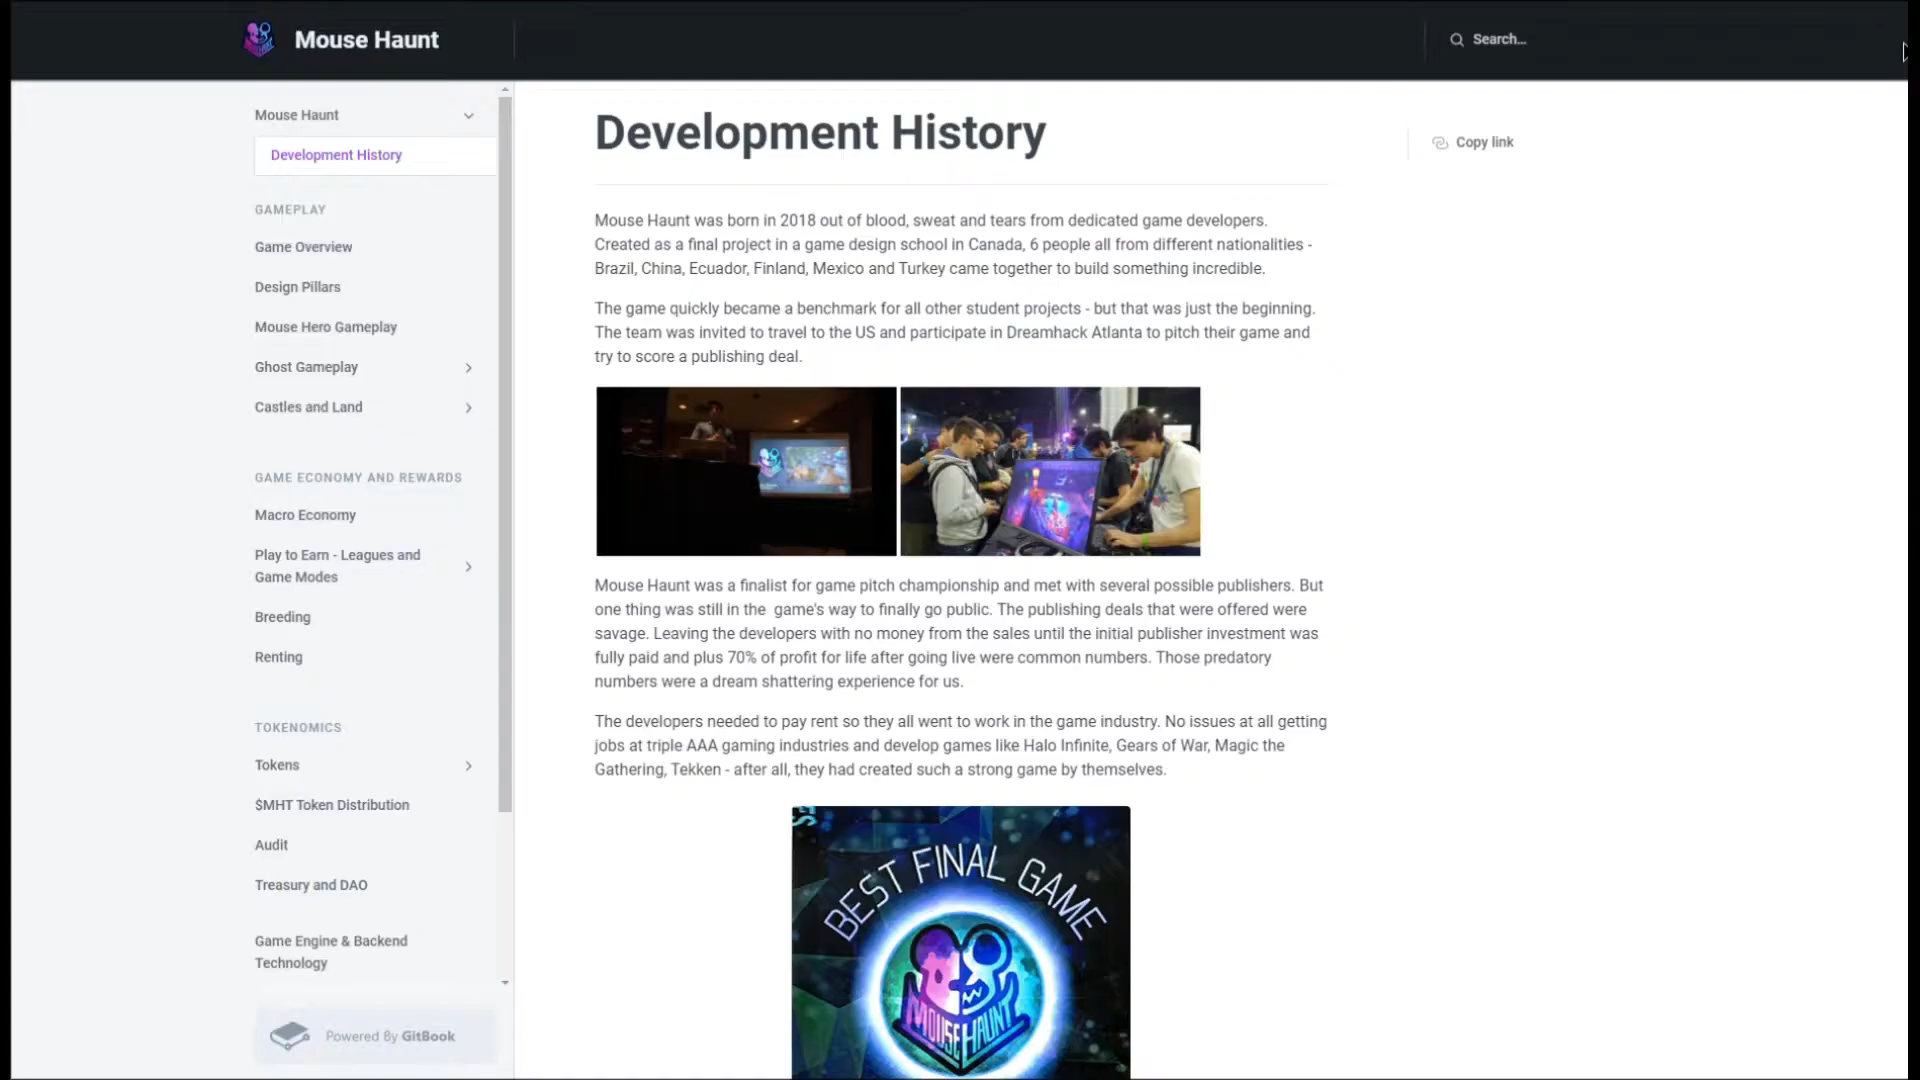 Mouse Haunt
Search...
Mouse Haunt
Development History
GAMEPLAY
Game Overview
Design Pillars
Mouse Hero Gameplay
Ghost Gameplay
Castles and Land
GAME ECONOMY AND REWARDS
Macro Economy
Play to Earn - Leagues and
Game Modes
Breeding
Renting
TOKENOMICS
Tokens
$MHT Token Distribution
Audit
Treasury and DAO
Game Engine & Backend
Technology
Powered By GitBook
Development History
Copy link
Mouse Haunt was born in 2018 out of blood, sweat and tears from dedicated game developers.
Created as a final project in a game design school in Canada, 6 people all from different nationalities -
Brazil, China, Ecuador, Finland, Mexico and Turkey came together to build something incredible.
The game quickly became a benchmark for all other student projects - but that was just the beginning.
The team was invited to travel to the US and participate in Dreamhack Atlanta to pitch their game and
try to score a publishing deal.
Mouse Haunt was a finalist for game pitch championship and met with several possible publishers. But
one thing was still in the  game's way to finally go public. The publishing deals that were offered were
savage. Leaving the developers with no money from the sales until the initial publisher investment was
fully paid and plus 70% of profit for life after going live were common numbers. Those predatory
numbers were a dream shattering experience for us.
The developers needed to pay rent so they all went to work in the game industry. No issues at all getting
jobs at triple AAA gaming industries and develop games like Halo Infinite, Gears of War, Magic the
Gathering, Tekken - after all, they had created such a strong game by themselves.
BEST FINAL GAME
MOUSE HAUNT